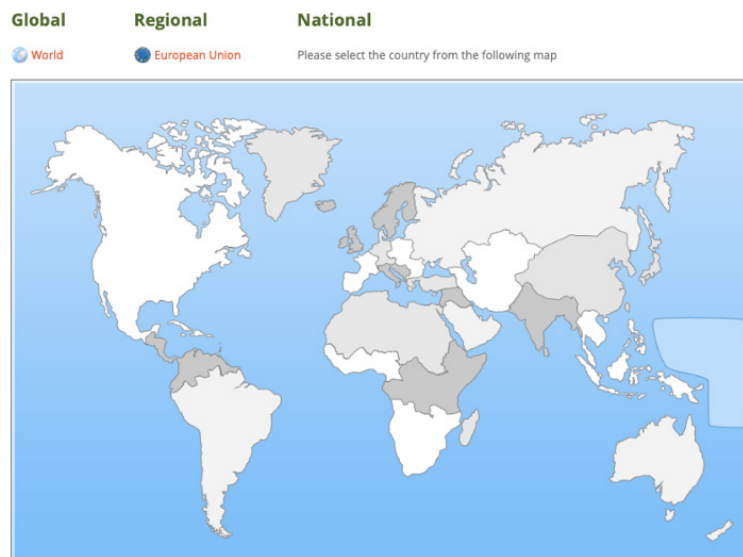 Global Regional National
World European Union Please select the country from the following map